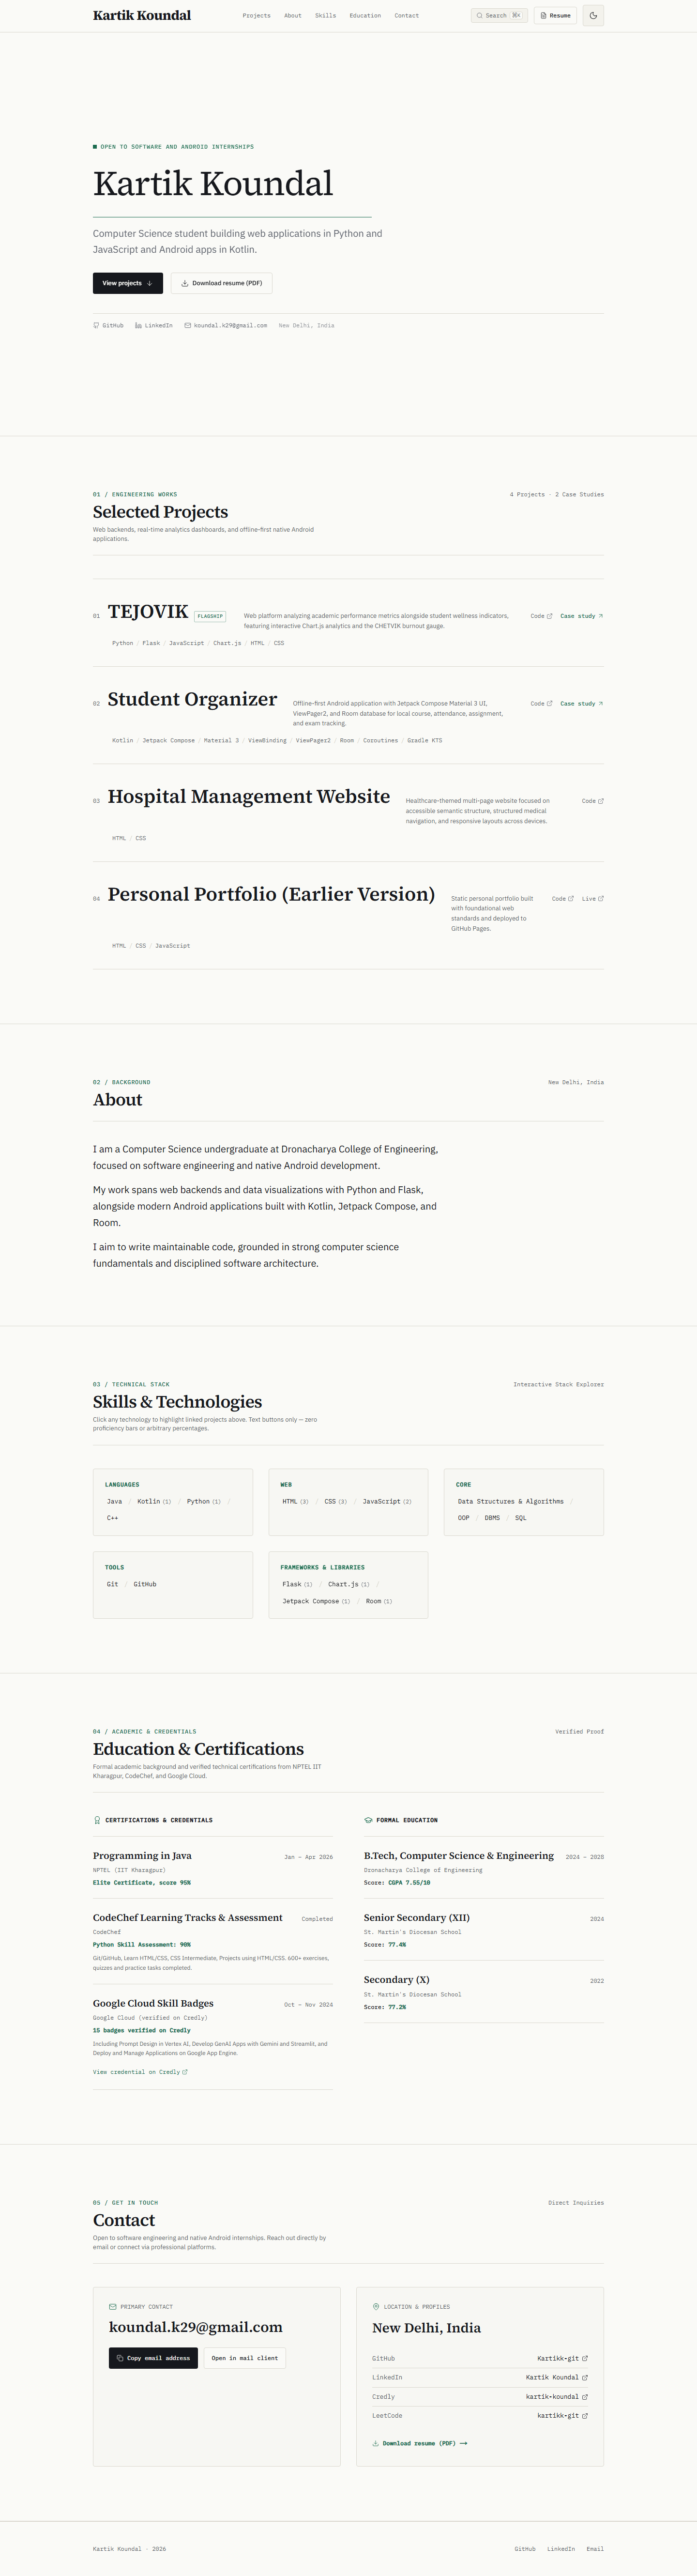 Kartik Koundal
Projects About Skills Education Contact
Search ⌘K Resume
OPEN TO SOFTWARE AND ANDROID INTERNSHIPS
Kartik Koundal
Computer Science student building web applications in Python and
JavaScript and Android apps in Kotlin.
View projects ↓ Download resume (PDF)
GitHub LinkedIn koundal.k29@gmail.com New Delhi, India
01 / ENGINEERING WORKS
4 Projects · 2 Case Studies
Selected Projects
Web backends, real-time analytics dashboards, and offline-first native Android
applications.
01 TEJOVIK FLAGSHIP
Web platform analyzing academic performance metrics alongside student wellness indicators,
featuring interactive Chart.js analytics and the CHETVIK burnout gauge.
Code Case study
Python / Flask / JavaScript / Chart.js / HTML / CSS
02 Student Organizer
Offline-first Android application with Jetpack Compose Material 3 UI,
ViewPager2, and Room database for local course, attendance, assignment,
and exam tracking.
Code Case study
Kotlin / Jetpack Compose / Material 3 / ViewBinding / ViewPager2 / Room / Coroutines / Gradle KTS
03 Hospital Management Website
Healthcare-themed multi-page website focused on
accessible semantic structure, structured medical
navigation, and responsive layouts across devices.
Code
HTML / CSS
04 Personal Portfolio (Earlier Version)
Static personal portfolio built
with foundational web
standards and deployed to
GitHub Pages.
Code Live
HTML / CSS / JavaScript
02 / BACKGROUND
New Delhi, India
About
I am a Computer Science undergraduate at Dronacharya College of Engineering,
focused on software engineering and native Android development.
My work spans web backends and data visualizations with Python and Flask,
alongside modern Android applications built with Kotlin, Jetpack Compose, and
Room.
I aim to write maintainable code, grounded in strong computer science
fundamentals and disciplined software architecture.
03 / TECHNICAL STACK
Interactive Stack Explorer
Skills & Technologies
Click any technology to highlight linked projects above. Text buttons only — zero
proficiency bars or arbitrary percentages.
LANGUAGES
Java / Kotlin (1) / Python (1) /
C++
WEB
HTML (3) / CSS (3) / JavaScript (2)
CORE
Data Structures & Algorithms /
OOP / DBMS / SQL
TOOLS
Git / GitHub
FRAMEWORKS & LIBRARIES
Flask (1) / Chart.js (1) /
Jetpack Compose (1) / Room (1)
04 / ACADEMIC & CREDENTIALS
Verified Proof
Education & Certifications
Formal academic background and verified technical certifications from NPTEL IIT
Kharagpur, CodeChef, and Google Cloud.
CERTIFICATIONS & CREDENTIALS
Programming in Java Jan – Apr 2026
NPTEL (IIT Kharagpur)
Elite Certificate, score 95%
CodeChef Learning Tracks & Assessment Completed
CodeChef
Python Skill Assessment: 90%
Git/GitHub, Learn HTML/CSS, CSS Intermediate, Projects using HTML/CSS. 600+ exercises,
quizzes and practice tasks completed.
Google Cloud Skill Badges Oct – Nov 2024
Google Cloud (verified on Credly)
15 badges verified on Credly
Including Prompt Design in Vertex AI, Develop GenAI Apps with Gemini and Streamlit, and
Deploy and Manage Applications on Google App Engine.
View credential on Credly
FORMAL EDUCATION
B.Tech, Computer Science & Engineering 2024 – 2028
Dronacharya College of Engineering
Score: CGPA 7.55/10
Senior Secondary (XII) 2024
St. Martin's Diocesan School
Score: 77.4%
Secondary (X) 2022
St. Martin's Diocesan School
Score: 77.2%
05 / GET IN TOUCH
Direct Inquiries
Contact
Open to software engineering and native Android internships. Reach out directly by
email or connect via professional platforms.
PRIMARY CONTACT
koundal.k29@gmail.com
Copy email address Open in mail client
LOCATION & PROFILES
New Delhi, India
GitHub Kartikk-git
LinkedIn Kartik Koundal
Credly kartik-koundal
LeetCode kartikk-git
Download resume (PDF) ⟶
Kartik Koundal · 2026
GitHub LinkedIn Email